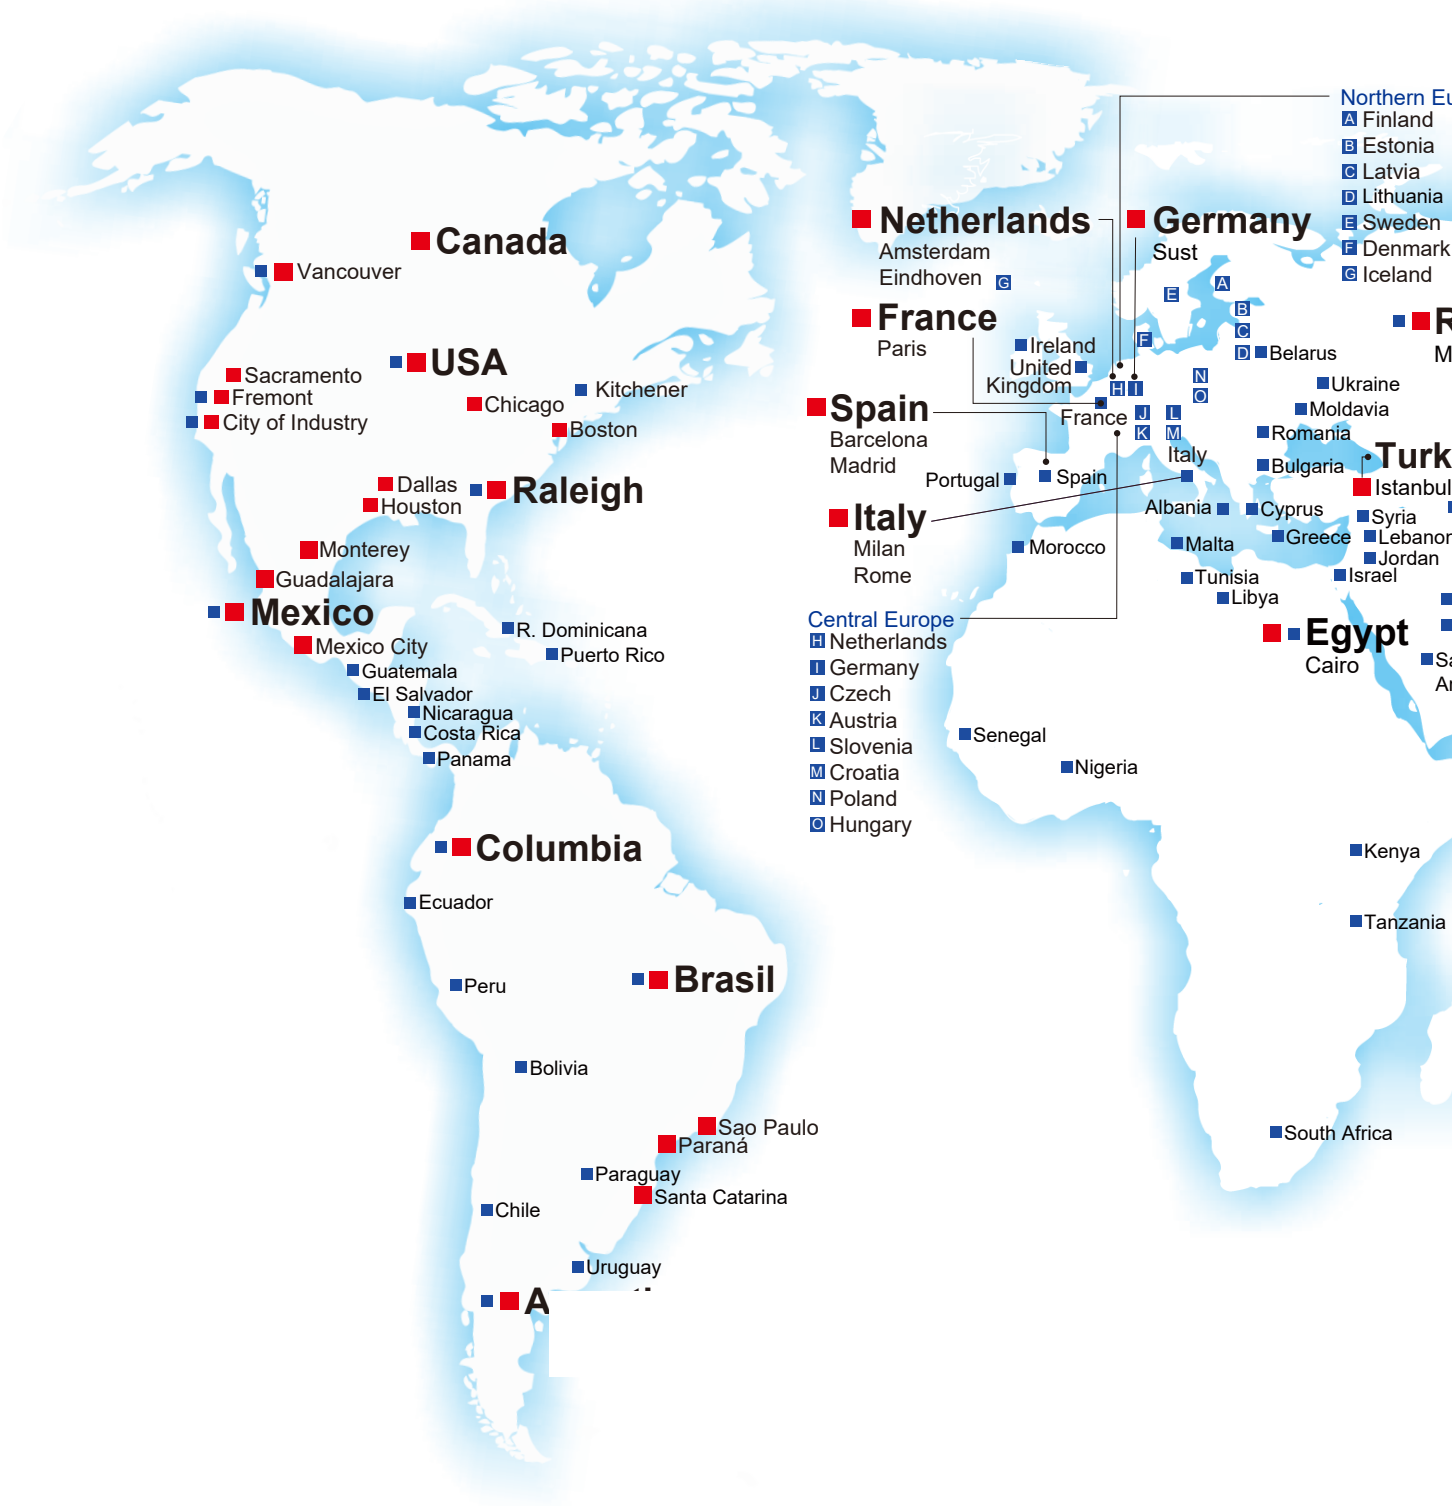 Canada
Vancouver
USA
Sacramento
Fremont
City of Industry
Chicago
Kitchener
Boston
Dallas
Houston
Raleigh
Monterey
Guadalajara
Mexico
Mexico City
R. Dominicana
Puerto Rico
Guatemala
El Salvador
Nicaragua
Costa Rica
Panama
Columbia
Ecuador
Peru
Brasil
Bolivia
Sao Paulo
Paraná
Paraguay
Santa Catarina
Chile
Uruguay
Netherlands
Amsterdam
Eindhoven
France
Paris
Spain
Barcelona
Madrid
Italy
Milan
Rome
Germany
Sust
Northern
A Finland
B Estonia
C Latvia
D Lithuania
E Sweden
F Denmark
G Iceland
G
E
A
B
C
D
F
Belarus
Ireland
United
Kingdom
H
I
N
O
J
L
K
M
France
Ukraine
Moldavia
Romania
Bulgaria
Istanbul
Italy
Portugal
Spain
Albania
Cyprus
Syria
Greece
Jordan
Morocco
Malta
Israel
Tunisia
Libya
Egypt
Cairo
Central Europe
H Netherlands
I Germany
J Czech
K Austria
L Slovenia
M Croatia
N Poland
O Hungary
Senegal
Nigeria
Kenya
Tanzania
South Africa